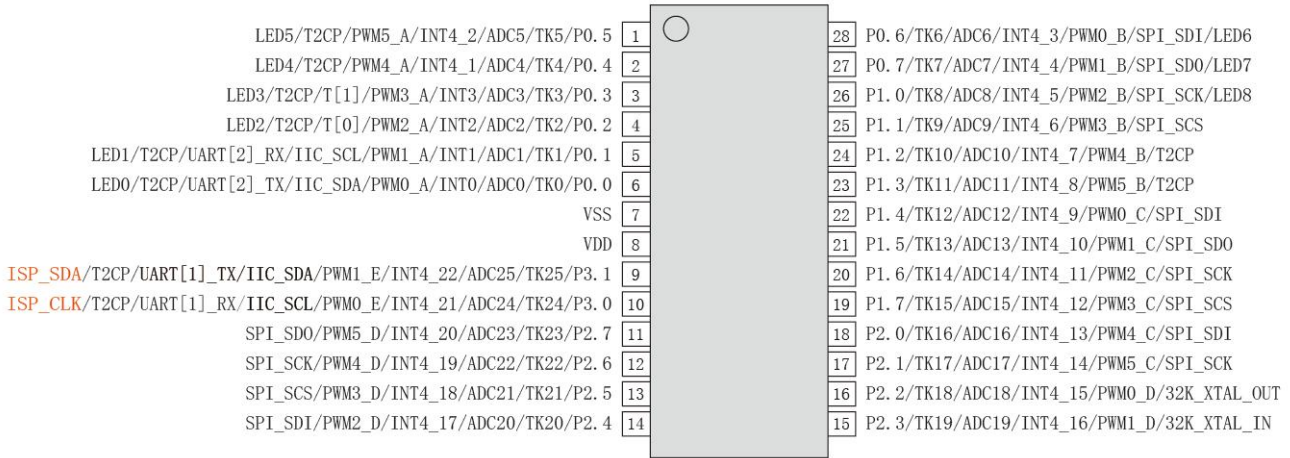 LED5/T2CP/PWM5_A/INT4_2/ADC5/TK5/P0.5 1 28 P0.6/TK6/ADC6/INT4_3/PWM0_B/SPI_SDI/LED6
LED4/T2CP/PWM4_A/INT4_1/ADC4/TK4/P0.4 2 27 P0.7/TK7/ADC7/INT4_4/PWM1_B/SPI_SDO/LED7
LED3/T2CP/T[1]/PWM3_A/INT3/ADC3/TK3/P0.3 3 26 P1.0/TK8/ADC8/INT4_5/PWM2_B/SPI_SCK/LED8
LED2/T2CP/T[0]/PWM2_A/INT2/ADC2/TK2/P0.2 4 25 P1.1/TK9/ADC9/INT4_6/PWM3_B/SPI_SCS
LED1/T2CP/UART[2]_RX/IIC_SCL/PWM1_A/INT1/ADC1/TK1/P0.1 5 24 P1.2/TK10/ADC10/INT4_7/PWM4_B/T2CP
LED0/T2CP/UART[2]_TX/IIC_SDA/PWM0_A/INT0/ADC0/TK0/P0.0 6 23 P1.3/TK11/ADC11/INT4_8/PWM5_B/T2CP
VSS 7 22 P1.4/TK12/ADC12/INT4_9/PWM0_C/SPI_SDI
VDD 8 21 P1.5/TK13/ADC13/INT4_10/PWM1_C/SPI_SDO
ISP_SDA/T2CP/UART[1]_TX/IIC_SDA/PWM1_E/INT4_22/ADC25/TK25/P3.1 9 20 P1.6/TK14/ADC14/INT4_11/PWM2_C/SPI_SCK
ISP_CLK/T2CP/UART[1]_RX/IIC_SCL/PWM0_E/INT4_21/ADC24/TK24/P3.0 10 19 P1.7/TK15/ADC15/INT4_12/PWM3_C/SPI_SCS
SPI_SDO/PWM5_D/INT4_20/ADC23/TK23/P2.7 11 18 P2.0/TK16/ADC16/INT4_13/PWM4_C/SPI_SDI
SPI_SCK/PWM4_D/INT4_19/ADC22/TK22/P2.6 12 17 P2.1/TK17/ADC17/INT4_14/PWM5_C/SPI_SCK
SPI_SCS/PWM3_D/INT4_18/ADC21/TK21/P2.5 13 16 P2.2/TK18/ADC18/INT4_15/PWM0_D/32K_XTAL_OUT
SPI_SDI/PWM2_D/INT4_17/ADC20/TK20/P2.4 14 15 P2.3/TK19/ADC19/INT4_16/PWM1_D/32K_XTAL_IN